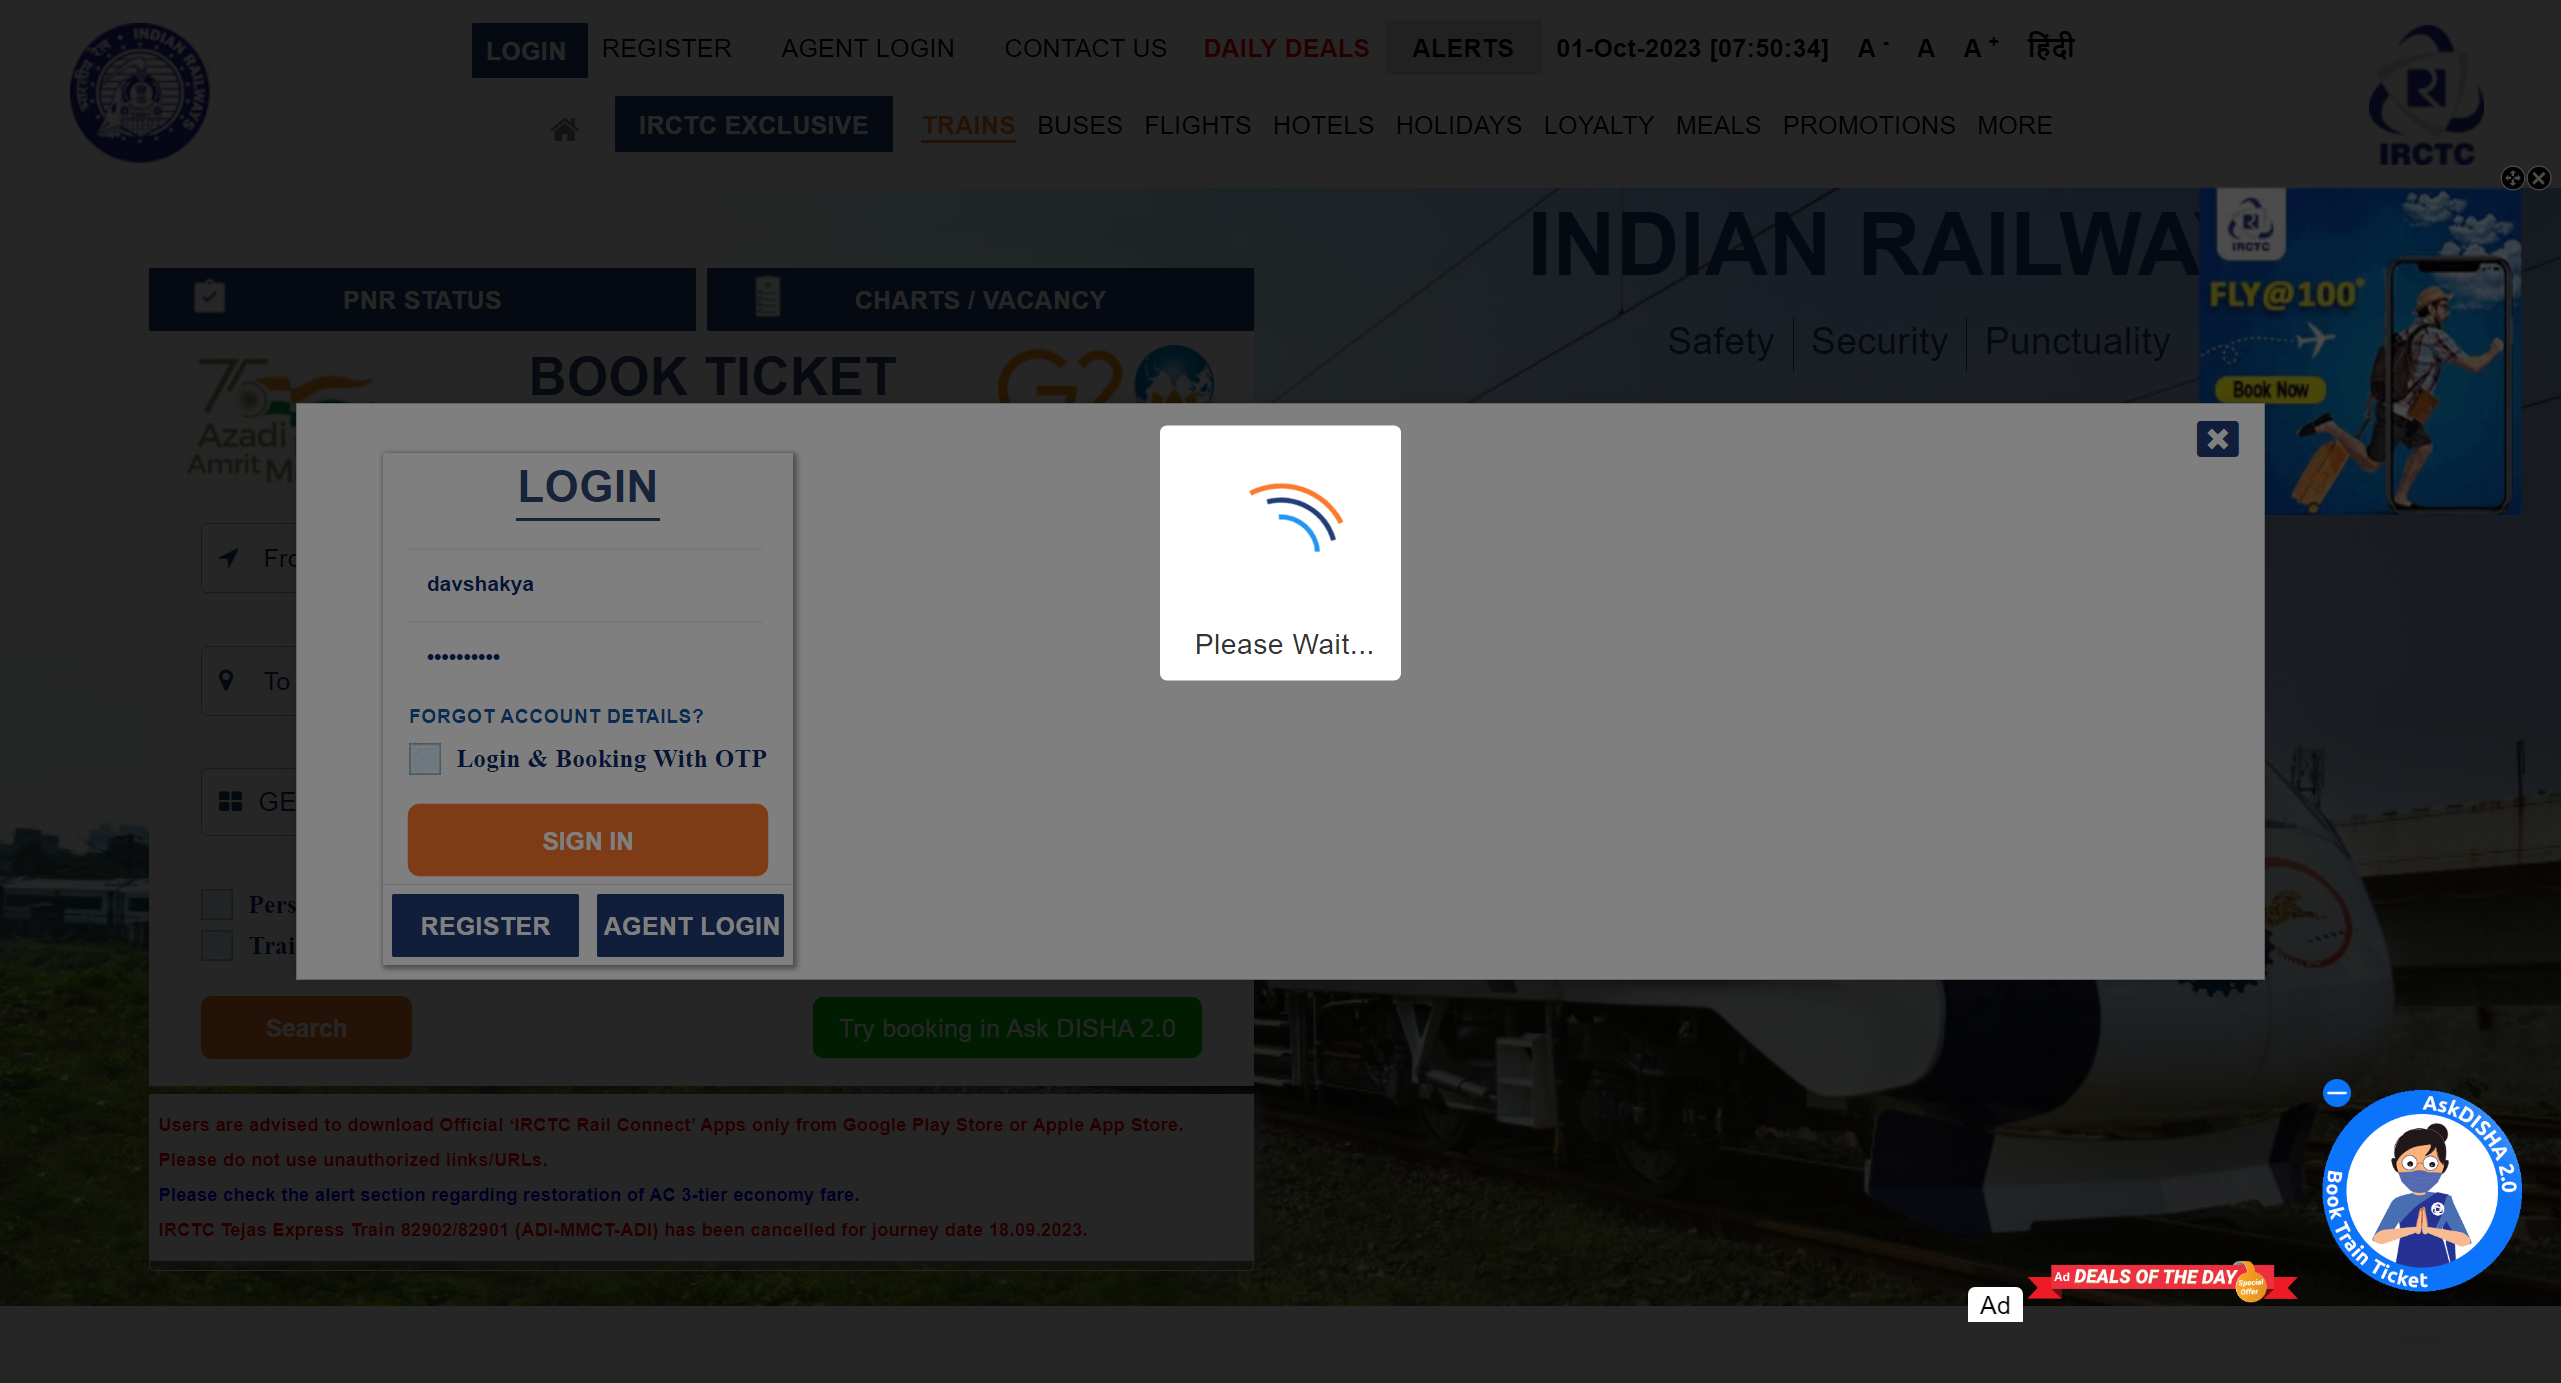 भारतीय रेल INDIAN RAILWAYS
LOGIN REGISTER AGENT LOGIN CONTACT US DAILY DEALS ALERTS 01-Oct-2023 [07:50:34] A - A A + हिंदी
IRCTC EXCLUSIVE TRAINS BUSES FLIGHTS HOTELS HOLIDAYS LOYALTY MEALS PROMOTIONS MORE
IRCTC
INDIAN RAILWAY
Safety | Security | Punctuality
IRCTC
FLY@100*
Book Now
PNR STATUS
CHARTS / VACANCY
75
Azadi
Amrit M
BOOK TICKET
G2
Fro
To
GE
Pers
Trai
LOGIN
davshakya
••••••••••
FORGOT ACCOUNT DETAILS?
Login & Booking With OTP
SIGN IN
REGISTER
AGENT LOGIN
Please Wait...
Search
Try booking in Ask DISHA 2.0
Users are advised to download Official ‘IRCTC Rail Connect’ Apps only from Google Play Store or Apple App Store.
Please do not use unauthorized links/URLs.
Please check the alert section regarding restoration of AC 3-tier economy fare.
IRCTC Tejas Express Train 82902/82901 (ADI-MMCT-ADI) has been cancelled for journey date 18.09.2023.
AskDISHA 2.0
Book Train Ticket
Ad DEALS OF THE DAY
Special
Offer
Ad